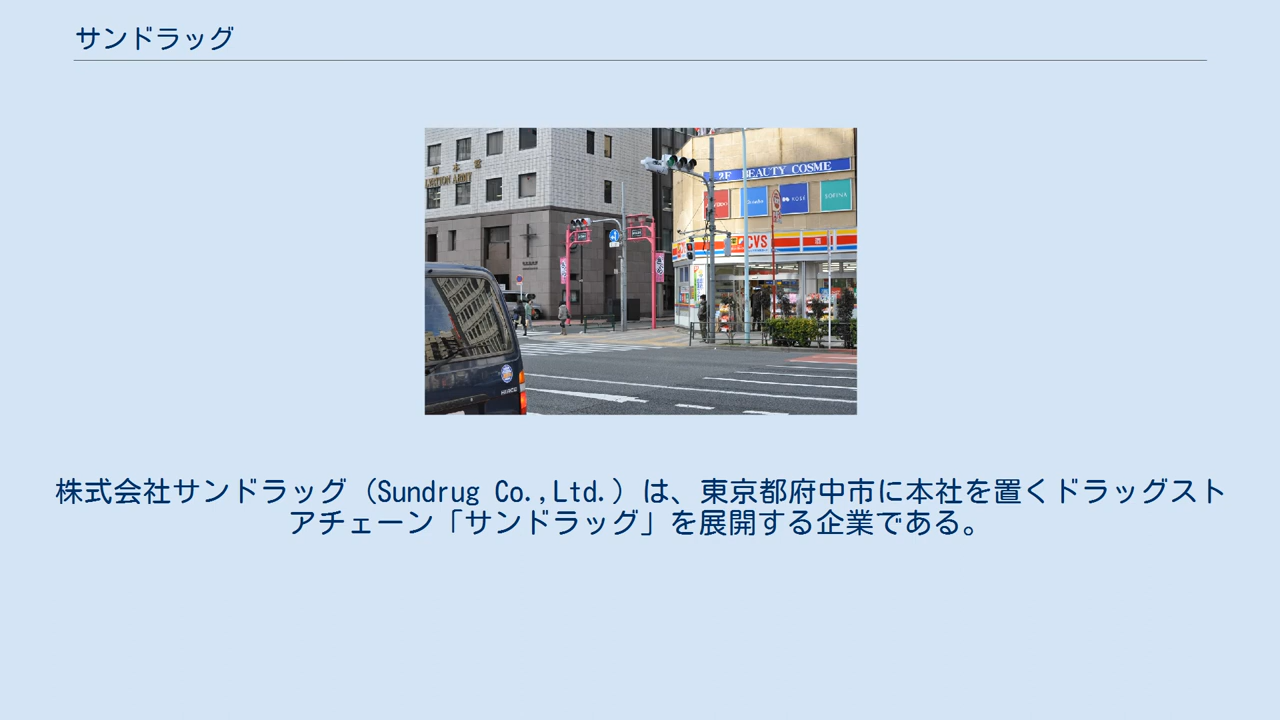 サンドラッグ
2F BEAUTY COSME
KOSÉ
SOFINA
CVS
株式会社サンドラッグ（Sundrug Co.,Ltd.）は、東京都府中市に本社を置くドラッグスト
アチェーン「サンドラッグ」を展開する企業である。